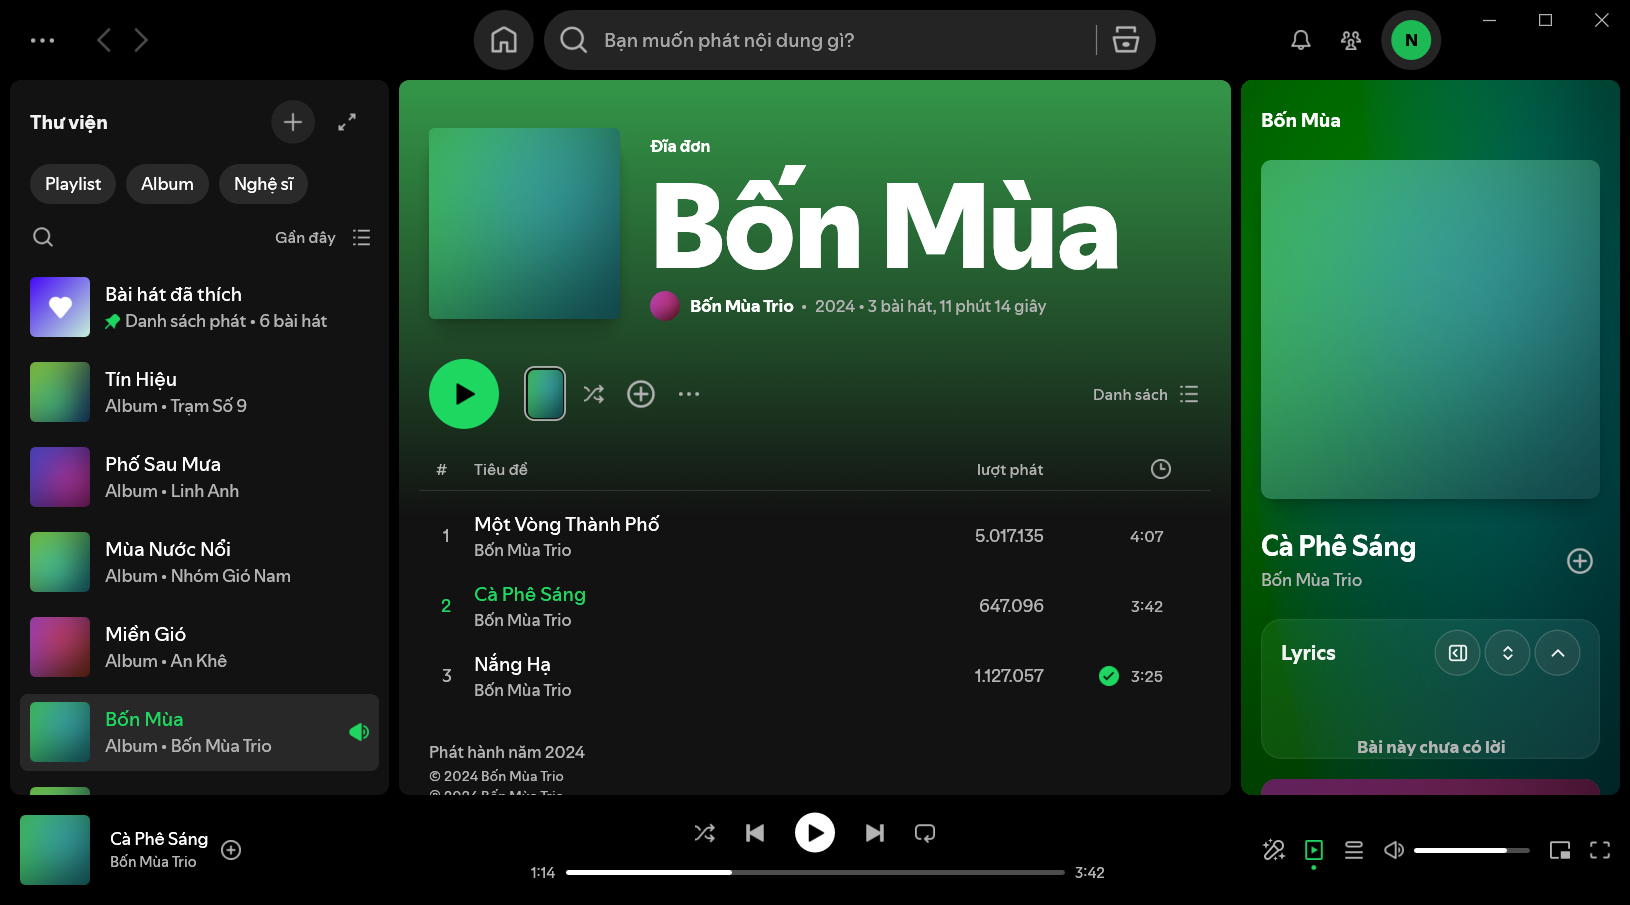 Bạn muốn phát nội dung gì?
N
Thư viện
Playlist
Album
Nghệ sĩ
Gần đây
Bài hát đã thích
Danh sách phát • 6 bài hát
Tín Hiệu
Album • Trạm Số 9
Phố Sau Mưa
Album • Linh Anh
Mùa Nước Nổi
Album • Nhóm Gió Nam
Miền Gió
Album • An Khê
Bốn Mùa
Album • Bốn Mùa Trio
Đĩa đơn
Bốn Mùa
Bốn Mùa Trio • 2024 • 3 bài hát, 11 phút 14 giây
Danh sách
# Tiêu đề lượt phát
1 Một Vòng Thành Phố 5.017.135 4:07
Bốn Mùa Trio
2 Cà Phê Sáng 647.096 3:42
Bốn Mùa Trio
3 Nắng Hạ 1.127.057 3:25
Bốn Mùa Trio
Phát hành năm 2024
© 2024 Bốn Mùa Trio
℗ 2024 Bốn Mùa Trio
Bốn Mùa
Cà Phê Sáng
Bốn Mùa Trio
Lyrics
Bài này chưa có lời
Cà Phê Sáng
Bốn Mùa Trio
1:14
3:42